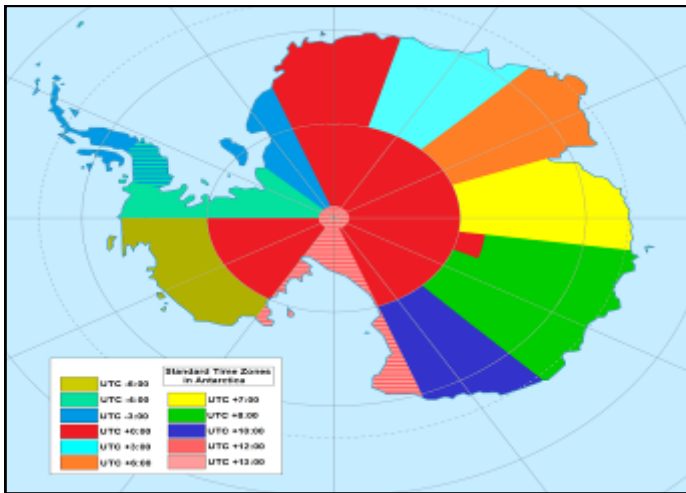 Standard Time Zones
in Antarctica
UTC -6:00
UTC -4:00
UTC -3:00
UTC +0:00
UTC +3:00
UTC +6:00
UTC +7:00
UTC +8:00
UTC +10:00
UTC +12:00
UTC +13:00